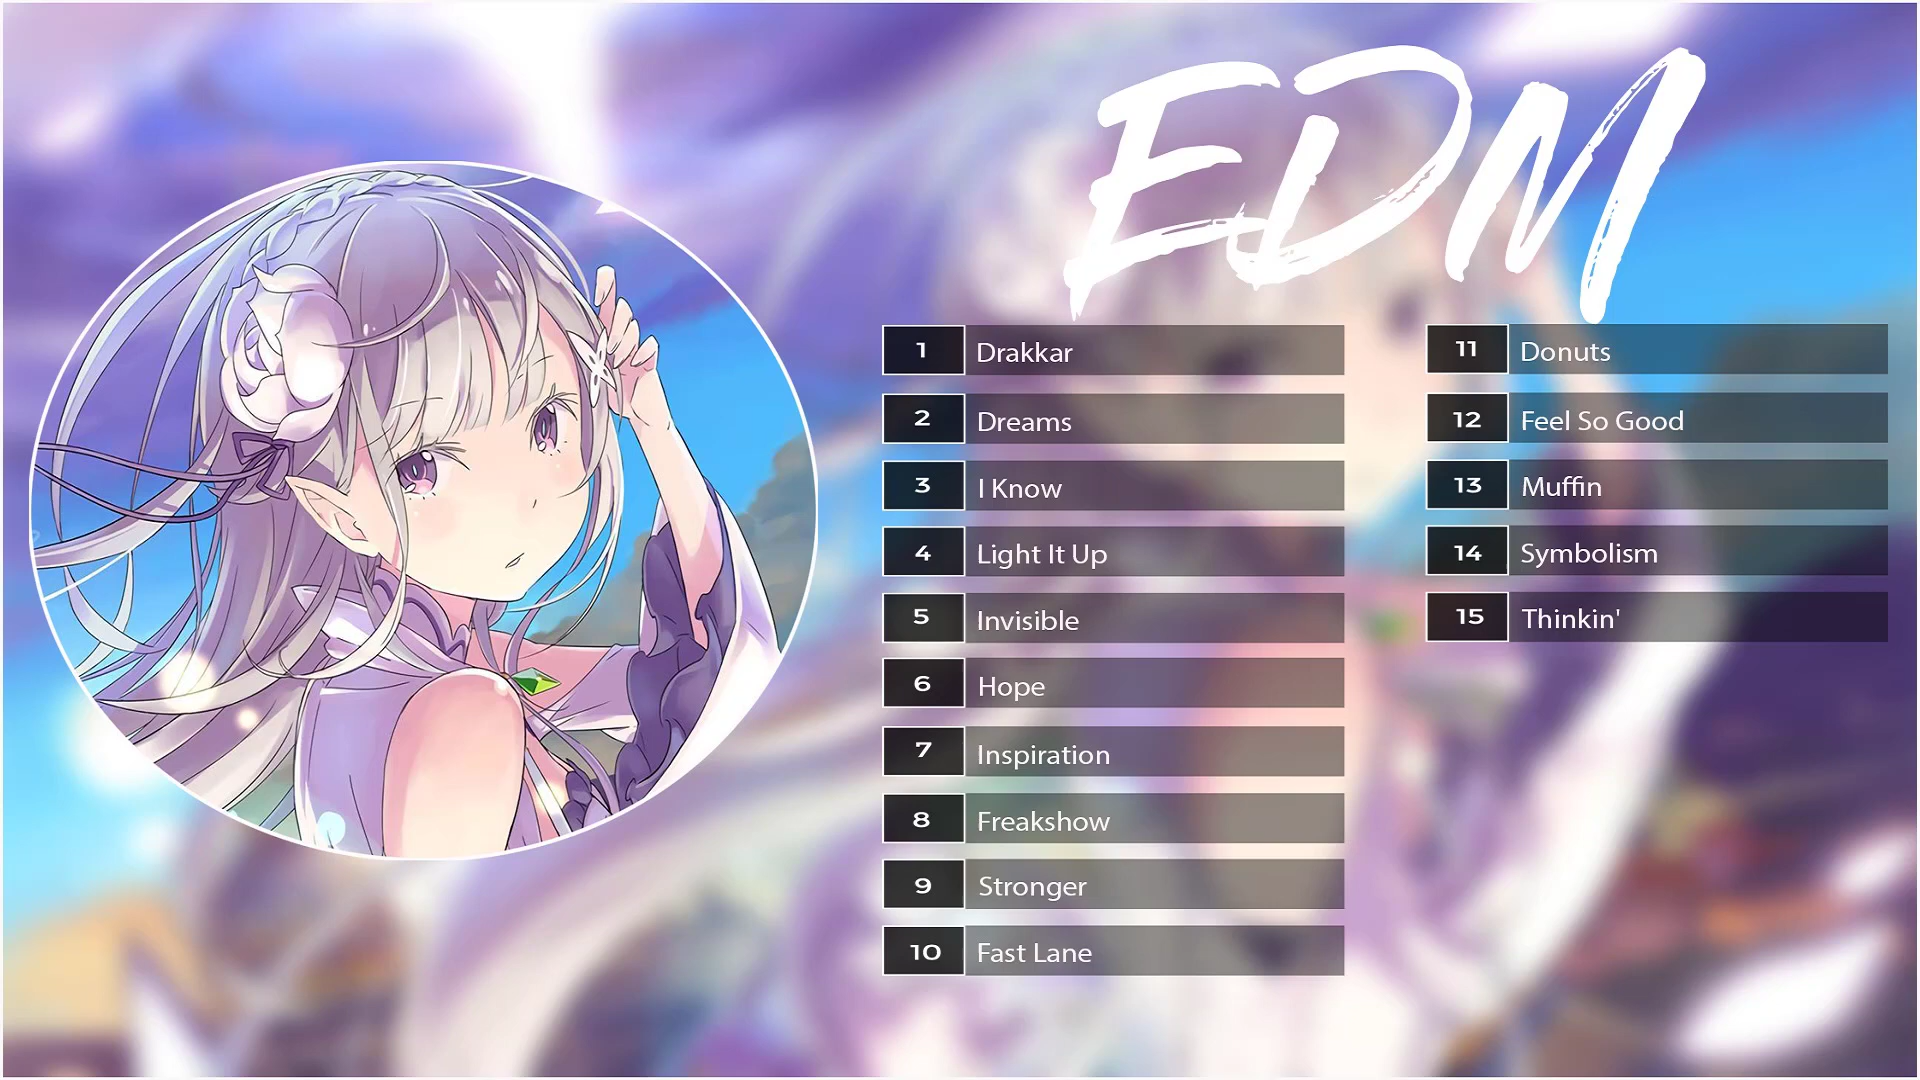 EDM
1 Drakkar
2 Dreams
3 I Know
4 Light It Up
5 Invisible
6 Hope
7 Inspiration
8 Freakshow
9 Stronger
10 Fast Lane
11 Donuts
12 Feel So Good
13 Muffin
14 Symbolism
15 Thinkin'